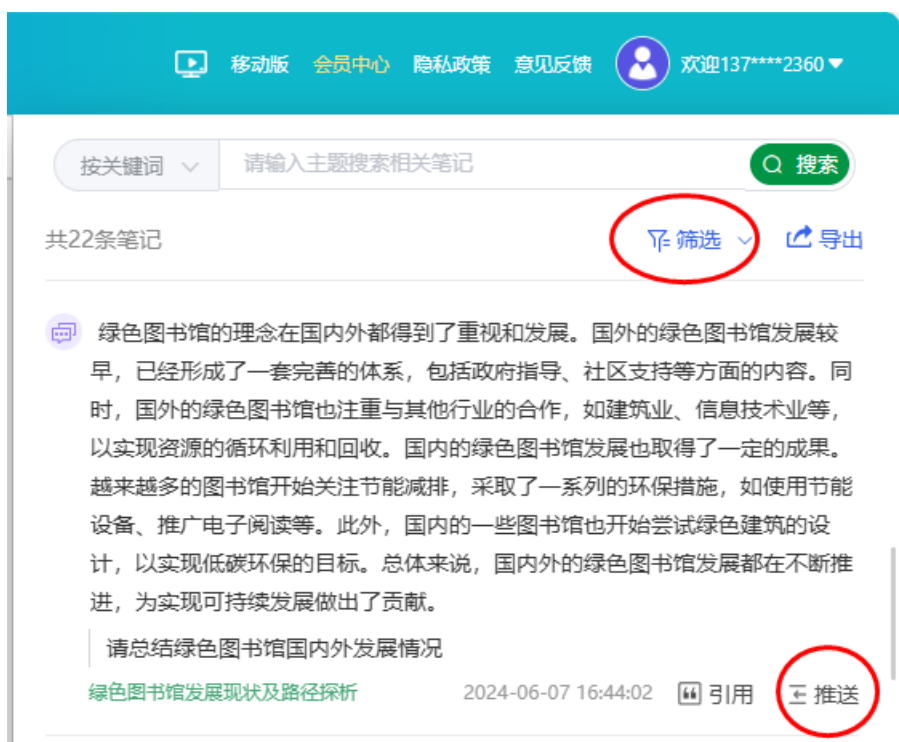 移动版 会员中心 隐私政策 意见反馈 欢迎137****2360
按关键词 请输入主题搜索相关笔记 搜索
共22条笔记 筛选 导出
绿色图书馆的理念在国内外都得到了重视和发展。国外的绿色图书馆发展较
早，已经形成了一套完善的体系，包括政府指导、社区支持等方面的内容。同
时，国外的绿色图书馆也注重与其他行业的合作，如建筑业、信息技术业等，
以实现资源的循环利用和回收。国内的绿色图书馆发展也取得了一定的成果。
越来越多的图书馆开始关注节能减排，采取了一系列的环保措施，如使用节能
设备、推广电子阅读等。此外，国内的一些图书馆也开始尝试绿色建筑的设
计，以实现低碳环保的目标。总体来说，国内外的绿色图书馆发展都在不断推
进，为实现可持续发展做出了贡献。
请总结绿色图书馆国内外发展情况
绿色图书馆发展现状及路径探析 2024-06-07 16:44:02 引用 推送